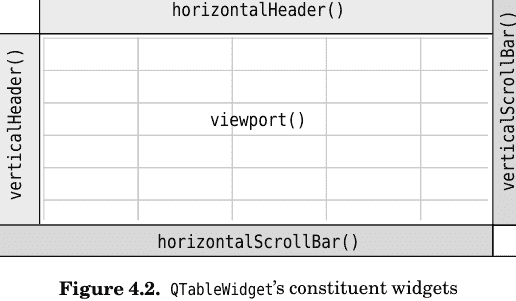 horizontalHeader()
verticalHeader()
viewport()
verticalScrollBar()
horizontalScrollBar()
Figure 4.2. QTableWidget's constituent widgets